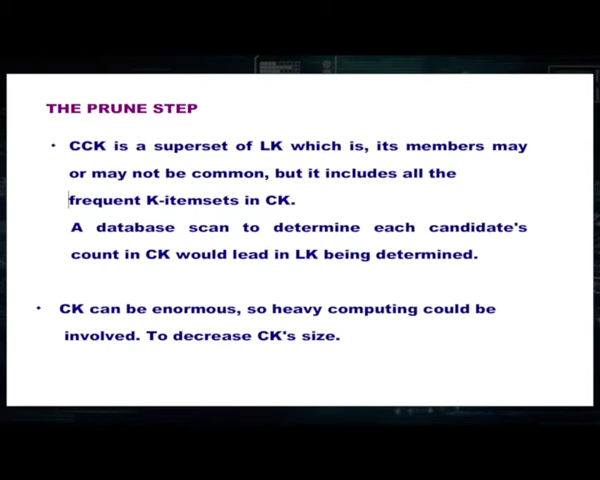 THE PRUNE STEP
· CCK is a superset of LK which is, its members may
or may not be common, but it includes all the
frequent K-itemsets in CK.
A database scan to determine each candidate's
count in CK would lead in LK being determined.
· CK can be enormous, so heavy computing could be
involved. To decrease CK's size.